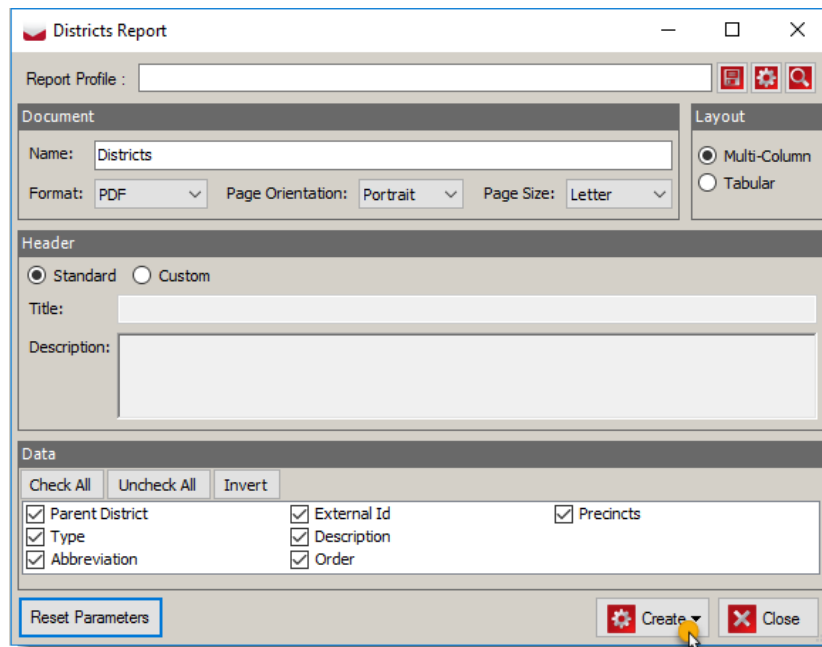 Districts Report
Report Profile :
Document
Layout
Name: Districts
Multi-Column
Format: PDF Page Orientation: Portrait Page Size: Letter
Tabular
Header
Standard Custom
Title:
Description:
Data
Check All Uncheck All Invert
Parent District External Id Precincts
Type Description
Abbreviation Order
Reset Parameters Create Close